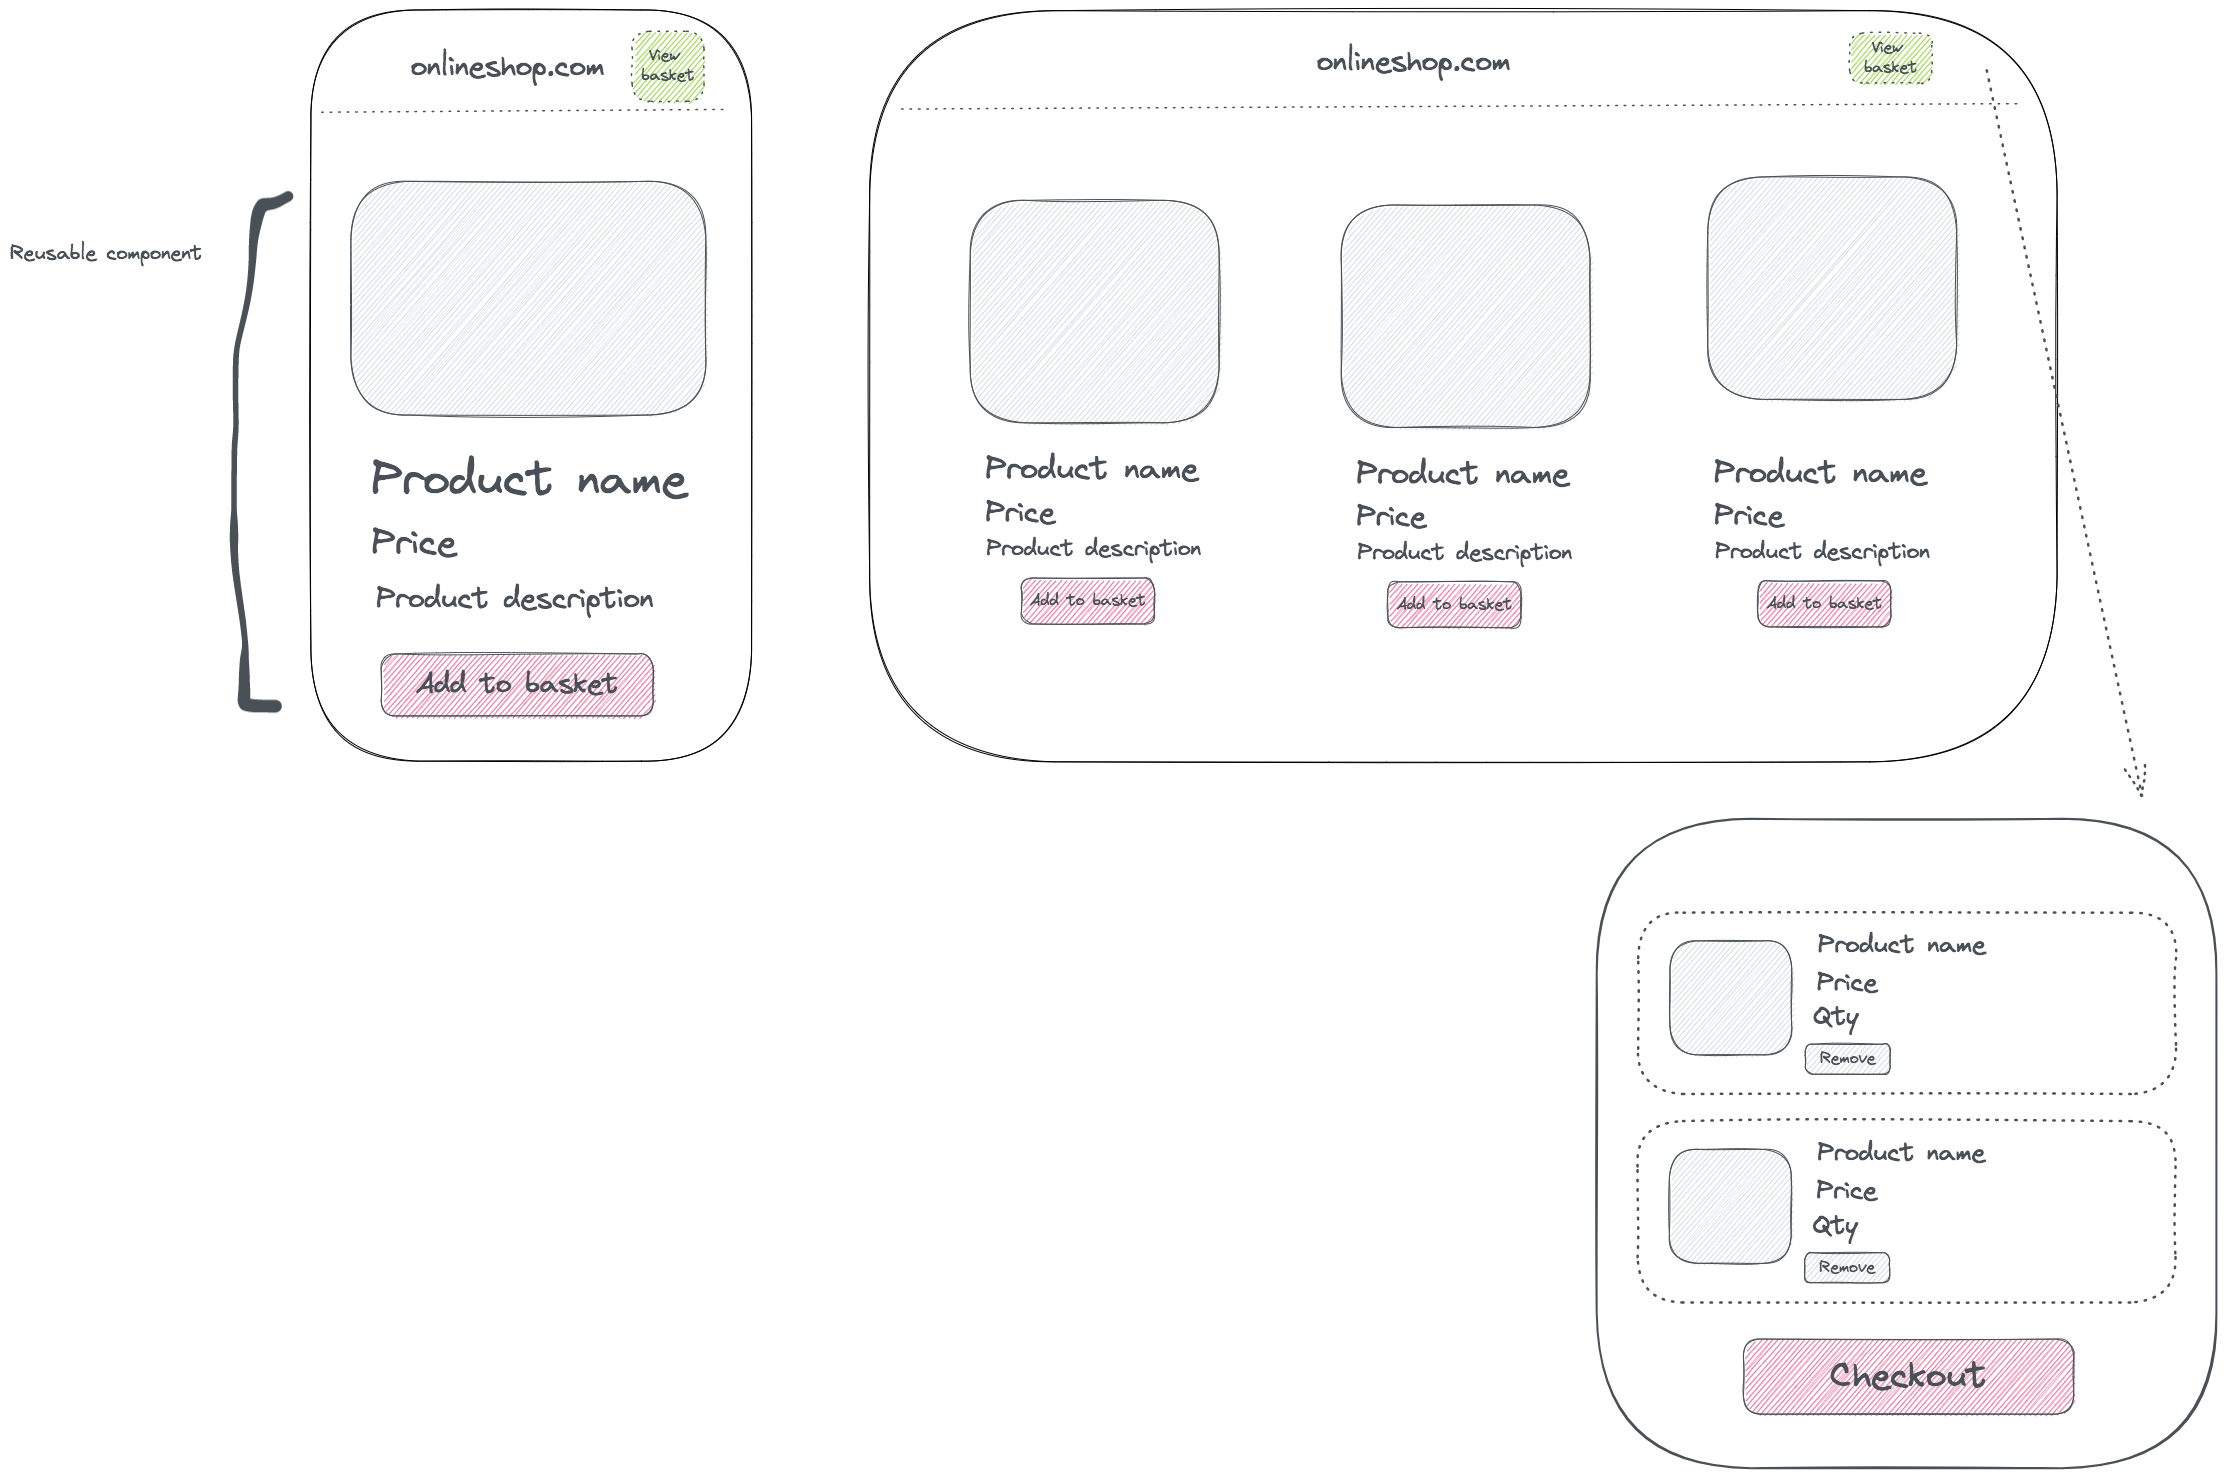 Reusable component
onlineshop.com
View
basket
Product name
Price
Product description
Add to basket
onlineshop.com
View
basket
Product name
Price
Product description
Add to basket
Product name
Price
Product description
Add to basket
Product name
Price
Product description
Add to basket
Product name
Price
Qty
Remove
Product name
Price
Qty
Remove
Checkout